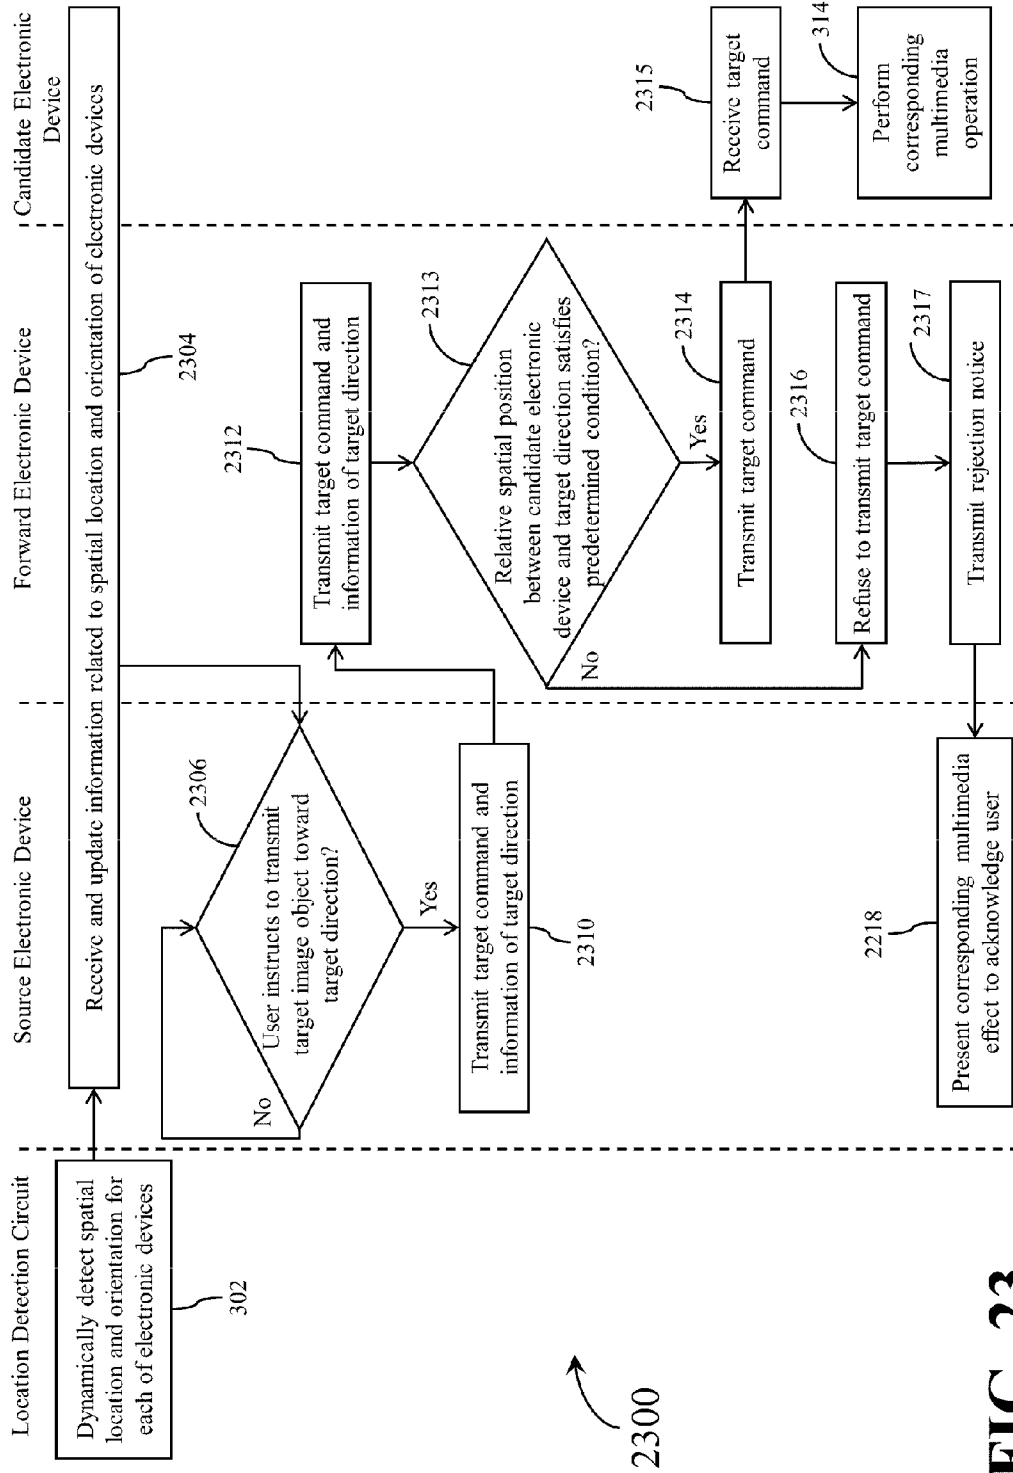 Location Detection Circuit
Source Electronic Device
Forward Electronic Device
Candidate Electronic
Device
Dynamically detect spatial
location and orientation for
each of electronic devices
302
Receive and update information related to spatial location and orientation of electronic devices
2304
2306
User instructs to transmit
target image object toward
target direction?
No
Yes
Transmit target command and
information of target direction
2310
2312
Transmit target command and
information of target direction
2313
Relative spatial position
between candidate electronic
device and target direction satisfies
predetermined condition?
No
Yes
2314
Transmit target command
2315
Receive target
command
314
Perform
corresponding
multimedia
operation
2316
Refuse to transmit target command
2317
Transmit rejection notice
2218
Present corresponding multimedia
effect to acknowledge user
2300
FIG. 23